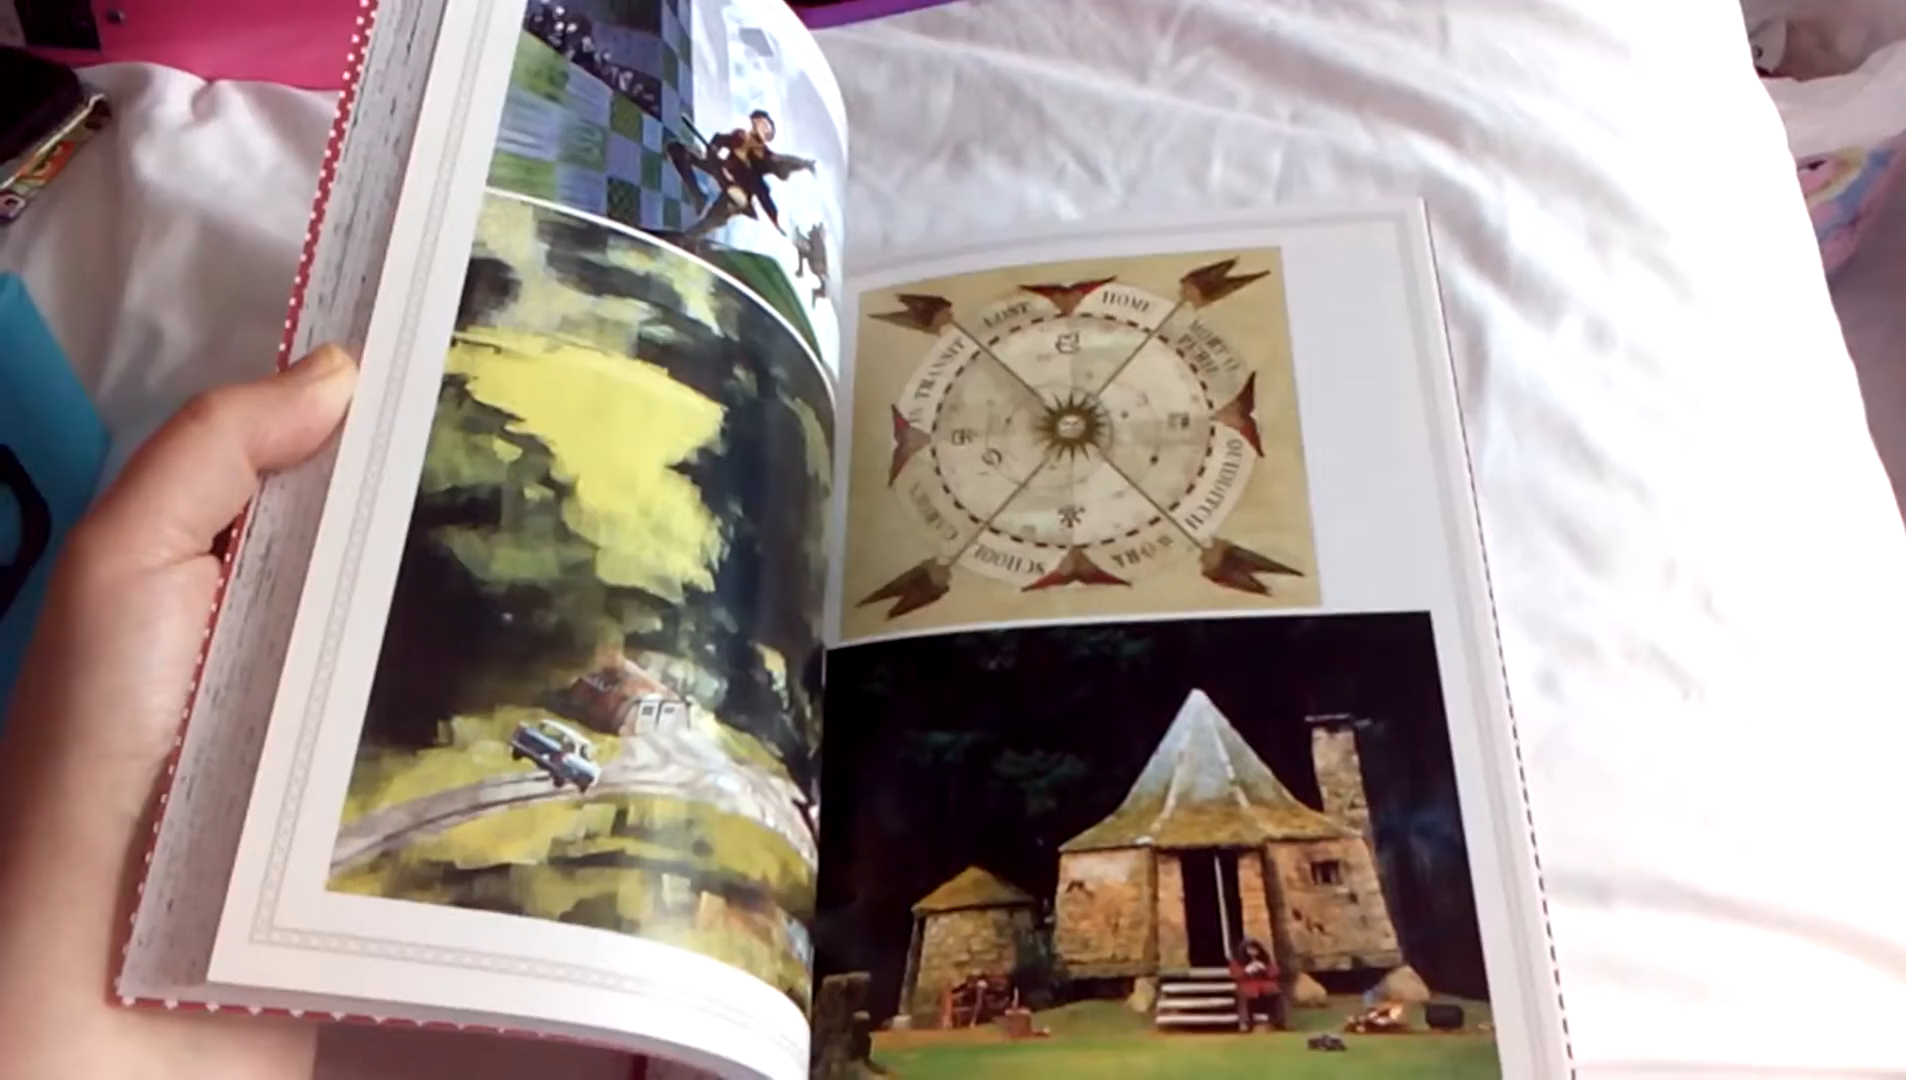 LOST
HOME
MORTAL
PERIL
QUIDDITCH
WORK
SCHOOL
GARDEN
IN TRANSIT